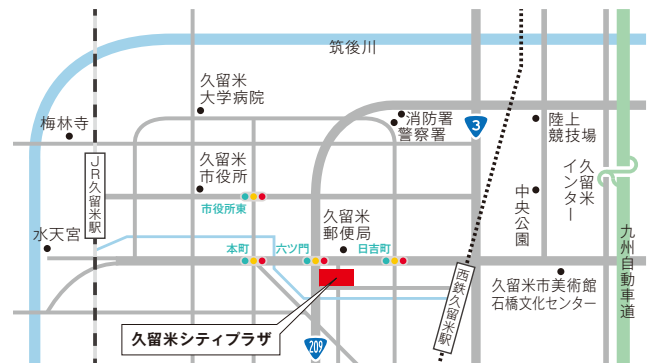 筑後川
久留米
大学病院
梅林寺
消防署
警察署
3
陸上
競技場
久留米
インター
JR久留米駅
久留米
市役所
市役所東
中央公園
水天宮
久留米
郵便局
本町
六ツ門
日吉町
西鉄久留米駅
九州自動車道
久留米市美術館
石橋文化センター
久留米シティプラザ
209